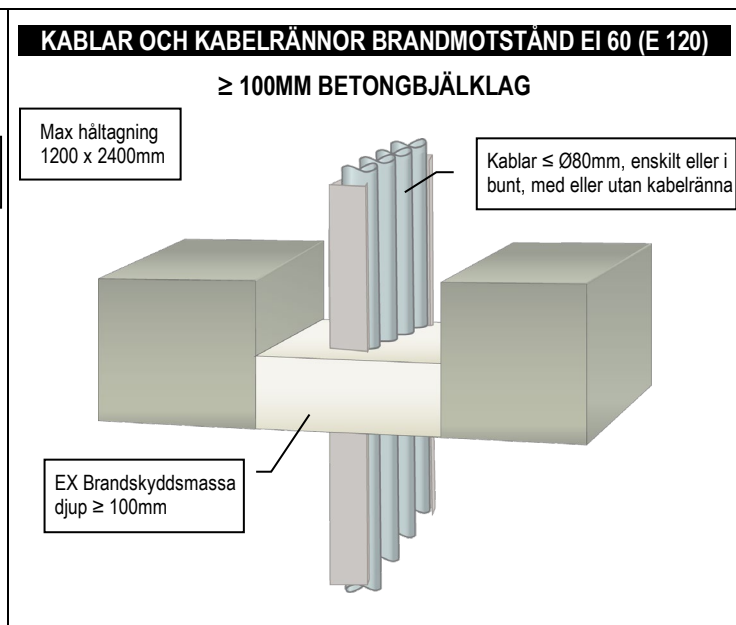 KABLAR OCH KABELRÄNNOR BRANDMOTSTÅND EI 60 (E 120)
≥ 100MM BETONGBJÄLKLAG
Max håltagning
1200 x 2400mm
Kablar ≤ Ø80mm, enskilt eller i
bunt, med eller utan kabelränna
EX Brandskyddsmassa
djup ≥ 100mm